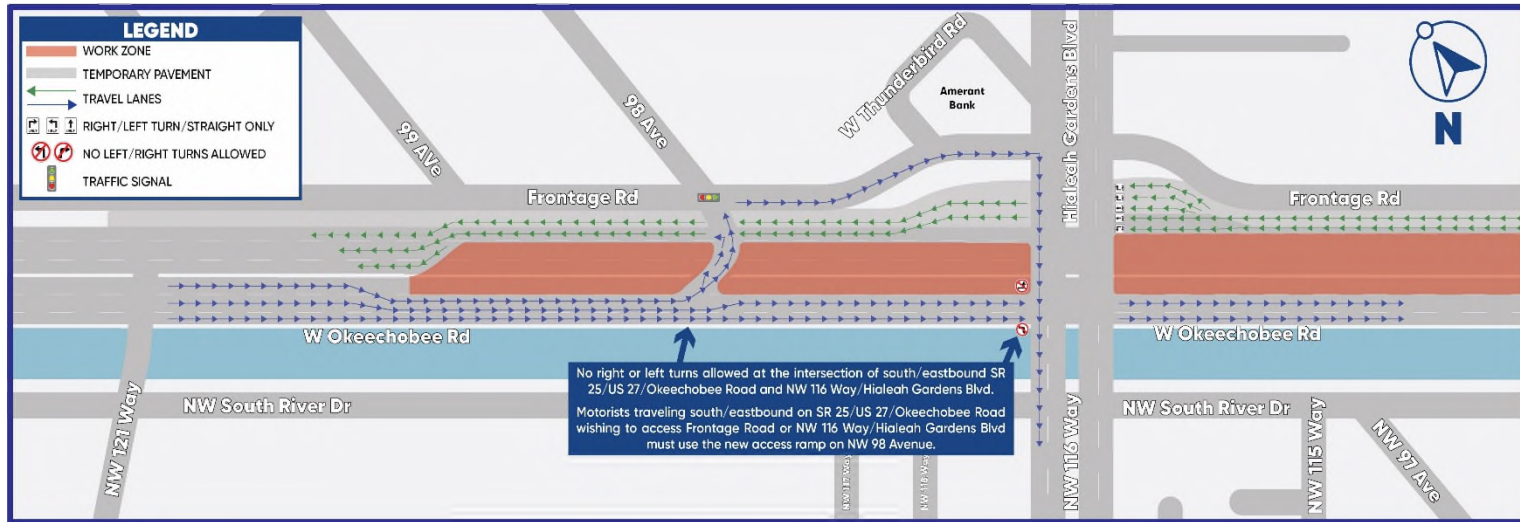 LEGEND
WORK ZONE
TEMPORARY PAVEMENT
TRAVEL LANES
RIGHT/LEFT TURN/STRAIGHT ONLY
NO LEFT/RIGHT TURNS ALLOWED
TRAFFIC SIGNAL
99 AVe
98 Ave
W Thunderbird Rd
Amerant
Bank
Hialeah Gardens Blvd
N
Frontage Rd
Frontage Rd
W Okeechobee Rd
W Okeechobee Rd
No right or left turns allowed at the intersection of south/eastbound SR
25/US 27/Okeechobee Road and NW 116 Way/Hialeah Gardens Blvd.
Motorists traveling south/eastbound on SR 25/US 27/Okeechobee Road
wishing to access Frontage Road or NW 116 Way/Hialeah Gardens Blvd
must use the new access ramp on NW 98 Avenue.
NW South River Dr
NW South River Dr
NW 121 Way
NW 116 Way
NW 115 Way
NW 97 Ave